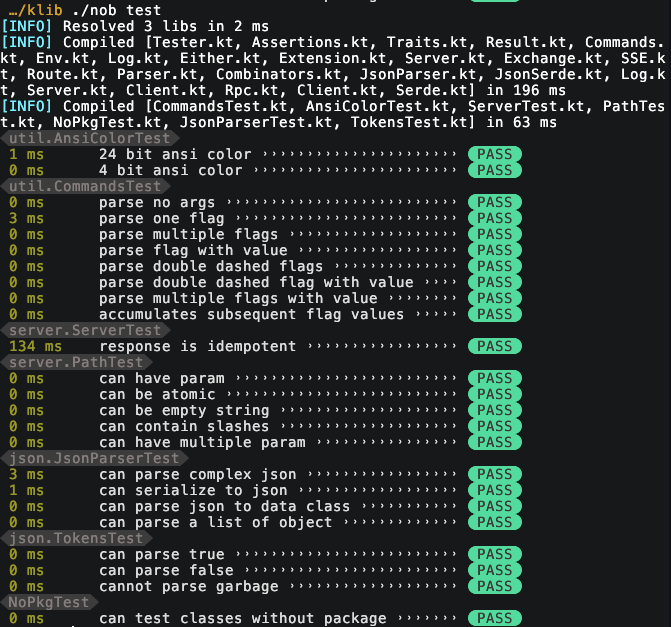 …/klib ./nob test
[INFO] Resolved 3 libs in 2 ms
[INFO] Compiled [Tester.kt, Assertions.kt, Traits.kt, Result.kt, Commands.
kt, Env.kt, Log.kt, Either.kt, Extension.kt, Server.kt, Exchange.kt, SSE.k
t, Route.kt, Parser.kt, Combinators.kt, JsonParser.kt, JsonSerde.kt, Log.k
t, Server.kt, Client.kt, Rpc.kt, Client.kt, Serde.kt] in 196 ms
[INFO] Compiled [CommandsTest.kt, AnsiColorTest.kt, ServerTest.kt, PathTes
t.kt, NoPkgTest.kt, JsonParserTest.kt, TokensTest.kt] in 63 ms
util.AnsiColorTest
1 ms 24 bit ansi color ›››››››››››››››››››››› PASS
0 ms 4 bit ansi color ››››››››››››››››››››››› PASS
util.CommandsTest
0 ms parse no args ›››››››››››››››››››››››››› PASS
3 ms parse one flag ››››››››››››››››››››››››› PASS
0 ms parse multiple flags ››››››››››››››››››› PASS
0 ms parse flag with value ›››››››››››››››››› PASS
0 ms parse double dashed flags ›››››››››››››› PASS
0 ms parse double dashed flag with value ›››› PASS
0 ms parse multiple flags with value ›››››››› PASS
0 ms accumulates subsequent flag values ››››› PASS
server.ServerTest
134 ms response is idempotent ››››››››››››››››› PASS
server.PathTest
0 ms can have param ››››››››››››››››››››››››› PASS
0 ms can be atomic ›››››››››››››››››››››››››› PASS
0 ms can be empty string ›››››››››››››››››››› PASS
0 ms can contain slashes ›››››››››››››››››››› PASS
0 ms can have multiple param ›››››››››››››››› PASS
json.JsonParserTest
3 ms can parse complex json ››››››››››››››››› PASS
1 ms can serialize to json ›››››››››››››››››› PASS
0 ms can parse json to data class ››››››››››› PASS
0 ms can parse a list of object ››››››››››››› PASS
json.TokensTest
0 ms can parse true ››››››››››››››››››››››››› PASS
0 ms can parse false ›››››››››››››››››››››››› PASS
0 ms cannot parse garbage ››››››››››››››››››› PASS
NoPkgTest
0 ms can test classes without package ››››››› PASS